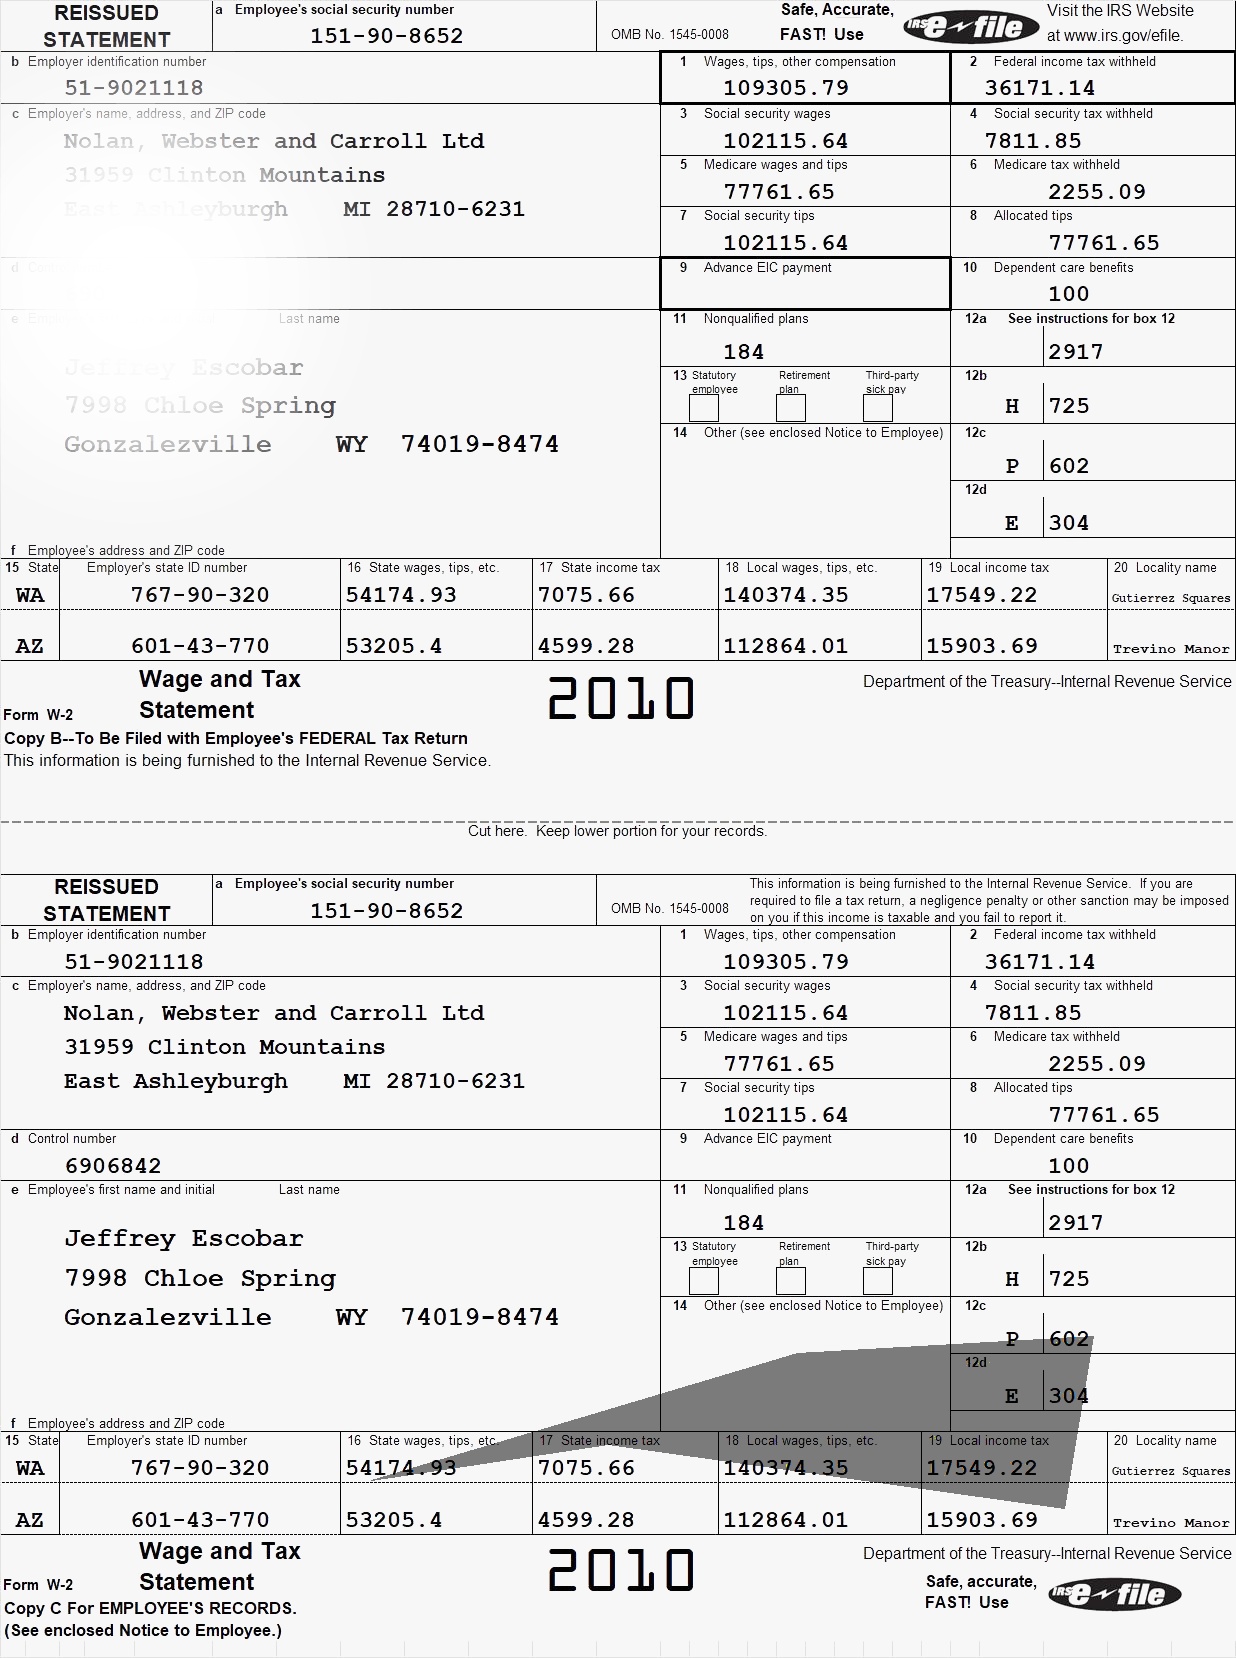 REISSUED
STATEMENT
a Employee's social security number
151-90-8652
OMB No. 1545-0008
Safe, Accurate,
FAST! Use
IRS e-file
Visit the IRS Website
at www.irs.gov/efile.
b Employer identification number
51-9021118
1 Wages, tips, other compensation
109305.79
2 Federal income tax withheld
36171.14
c Employer's name, address, and ZIP code
Nolan, Webster and Carroll Ltd
31959 Clinton Mountains
East Ashleyburgh MI 28710-6231
3 Social security wages
102115.64
4 Social security tax withheld
7811.85
5 Medicare wages and tips
77761.65
6 Medicare tax withheld
2255.09
7 Social security tips
102115.64
8 Allocated tips
77761.65
d
9 Advance EIC payment
10 Dependent care benefits
100
e Last name
Jeffrey Escobar
7998 Chloe Spring
Gonzalezville WY 74019-8474
11 Nonqualified plans
184
12a See instructions for box 12
2917
13 Statutory employee Retirement plan Third-party sick pay
12b
H 725
14 Other (see enclosed Notice to Employee)
12c
P 602
12d
E 304
f Employee's address and ZIP code
15 State Employer's state ID number 16 State wages, tips, etc. 17 State income tax 18 Local wages, tips, etc. 19 Local income tax 20 Locality name
WA 767-90-320 54174.93 7075.66 140374.35 17549.22 Gutierrez Squares
AZ 601-43-770 53205.4 4599.28 112864.01 15903.69 Trevino Manor
Form W-2
Wage and Tax
Statement
2010
Department of the Treasury--Internal Revenue Service
Copy B--To Be Filed with Employee's FEDERAL Tax Return
This information is being furnished to the Internal Revenue Service.
Cut here. Keep lower portion for your records.
REISSUED
STATEMENT
a Employee's social security number
151-90-8652
OMB No. 1545-0008
This information is being furnished to the Internal Revenue Service. If you are
required to file a tax return, a negligence penalty or other sanction may be imposed
on you if this income is taxable and you fail to report it.
b Employer identification number
51-9021118
1 Wages, tips, other compensation
109305.79
2 Federal income tax withheld
36171.14
c Employer's name, address, and ZIP code
Nolan, Webster and Carroll Ltd
31959 Clinton Mountains
East Ashleyburgh MI 28710-6231
3 Social security wages
102115.64
4 Social security tax withheld
7811.85
5 Medicare wages and tips
77761.65
6 Medicare tax withheld
2255.09
7 Social security tips
102115.64
8 Allocated tips
77761.65
d Control number
6906842
9 Advance EIC payment
10 Dependent care benefits
100
e Employee's first name and initial Last name
Jeffrey Escobar
7998 Chloe Spring
Gonzalezville WY 74019-8474
11 Nonqualified plans
184
12a See instructions for box 12
2917
13 Statutory employee Retirement plan Third-party sick pay
12b
H 725
14 Other (see enclosed Notice to Employee)
12c
P 602
12d
E 304
f Employee's address and ZIP code
15 State Employer's state ID number 16 State wages, tips, etc. 17 State income tax 18 Local wages, tips, etc. 19 Local income tax 20 Locality name
WA 767-90-320 54174.93 7075.66 140374.35 17549.22 Gutierrez Squares
AZ 601-43-770 53205.4 4599.28 112864.01 15903.69 Trevino Manor
Form W-2
Wage and Tax
Statement
2010
Department of the Treasury--Internal Revenue Service
Safe, accurate,
FAST! Use
IRS e-file
Copy C For EMPLOYEE'S RECORDS.
(See enclosed Notice to Employee.)